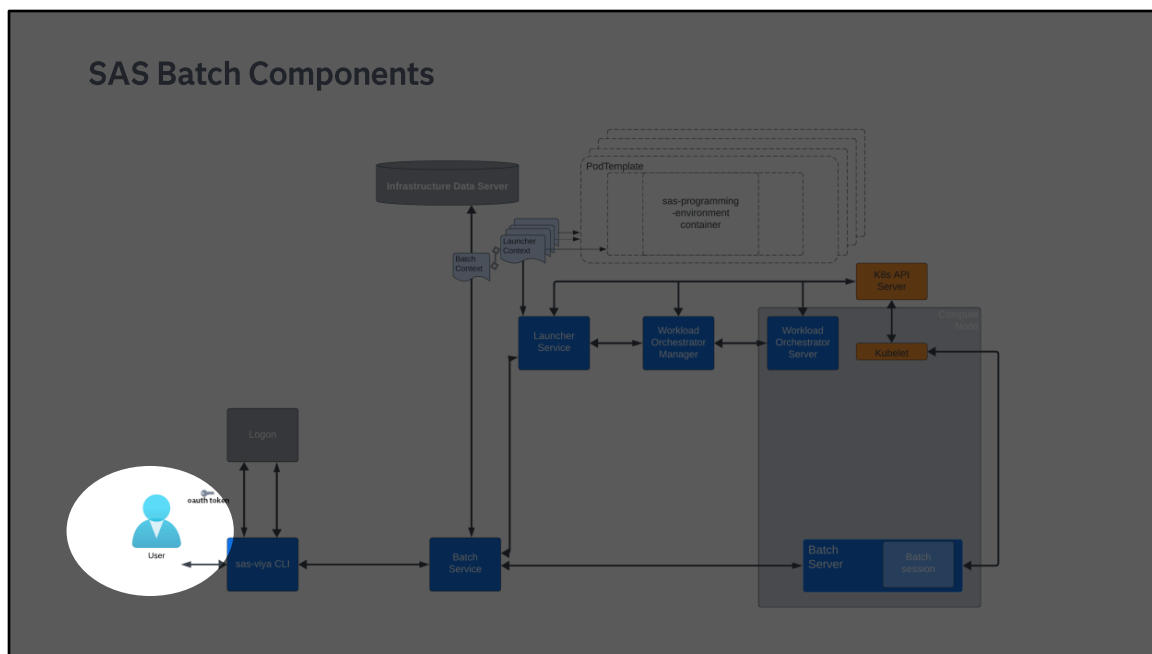 SAS Batch Components
PodTemplate
Infrastructure Data Server
sas-programming
-environment
container
Launcher
Context
Batch
Context
K8s API
Server
Compute
Node
Launcher
Service
Workload
Orchestrator
Manager
Workload
Orchestrator
Server
Kubelet
Logon
oauth token
User
sas-viya CLI
Batch
Service
Batch
Server
Batch
session